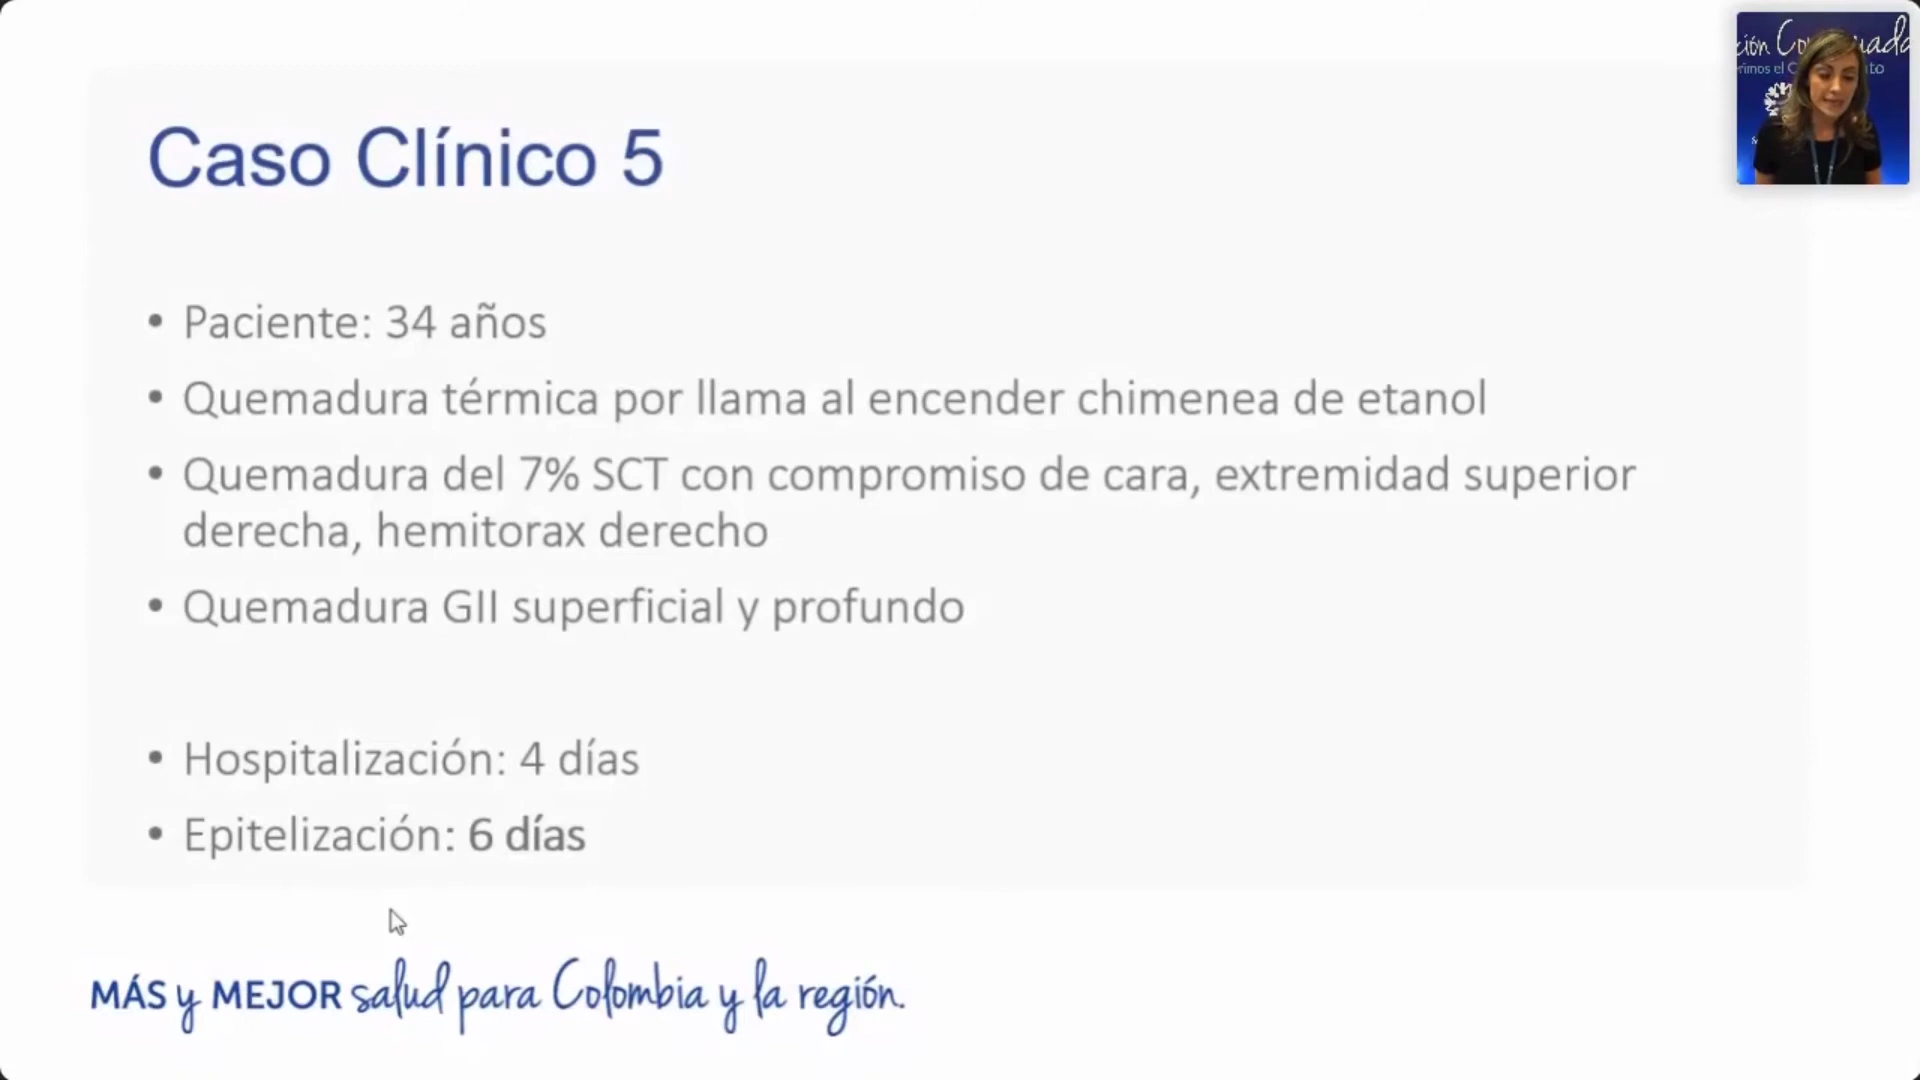 Caso Clínico 5
• Paciente: 34 años
• Quemadura térmica por llama al encender chimenea de etanol
• Quemadura del 7% SCT con compromiso de cara, extremidad superior
derecha, hemitorax derecho
• Quemadura GII superficial y profundo
• Hospitalización: 4 días
• Epitelización: 6 días
MÁS y MEJOR salud para Colombia y la región.